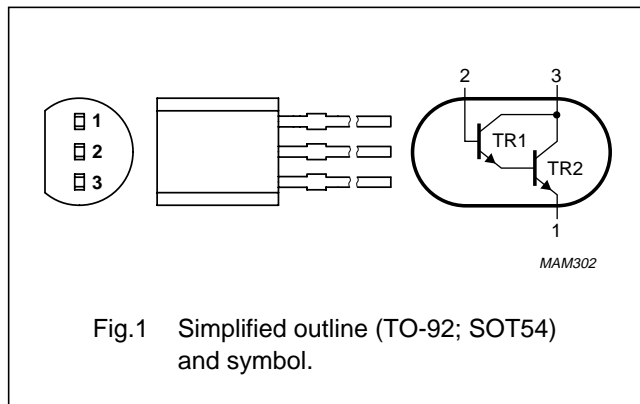 2 3
1
2
3
TR1
TR2
1
MAM302
Fig.1 Simplified outline (TO-92; SOT54)
and symbol.